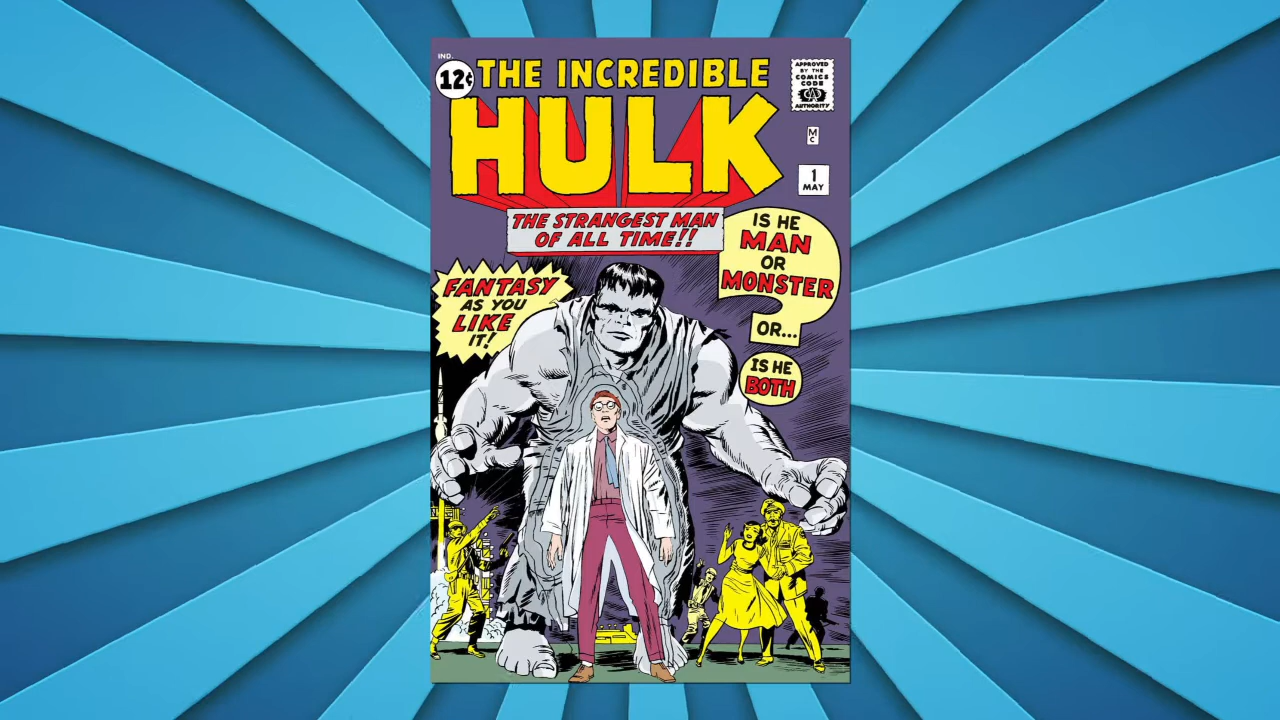 IND.
12¢
THE INCREDIBLE
HULK
APPROVED
BY THE
COMICS
CODE
CA
AUTHORITY
M
C
1
MAY
THE STRANGEST MAN
OF ALL TIME!!
IS HE
MAN
OR
MONSTER
OR...
IS HE
BOTH
FANTASY
AS YOU
LIKE
IT!